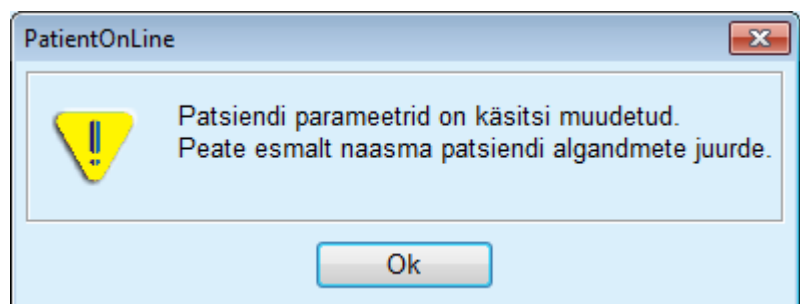 PatientOnLine
Patsiendi parameetrid on käsitsi muudetud.
Peate esmalt naasma patsiendi algandmete juurde.
Ok